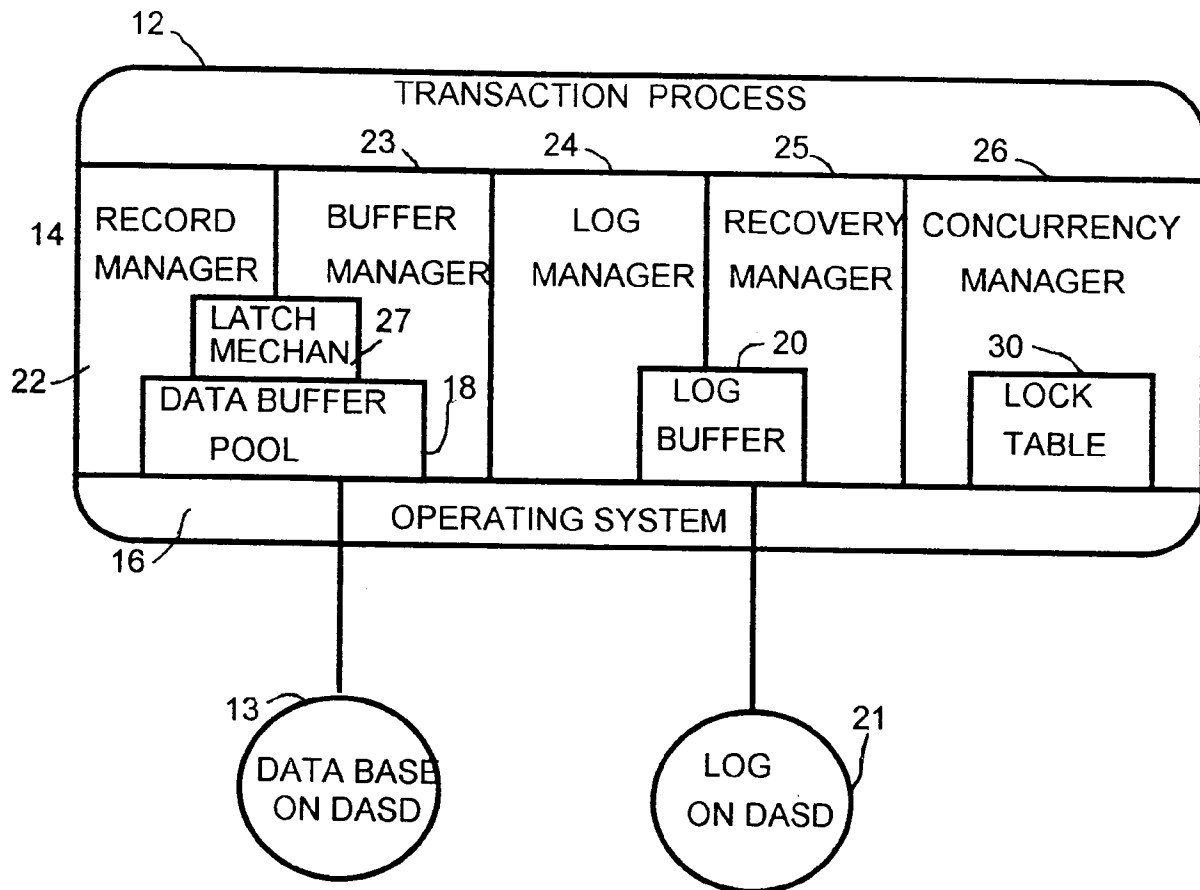 12
TRANSACTION PROCESS
23
24
25
26
14
RECORD
MANAGER
BUFFER
MANAGER
LOG
MANAGER
RECOVERY
MANAGER
CONCURRENCY
MANAGER
LATCH
MECHAN
27
22
DATA BUFFER
POOL
18
20
LOG
BUFFER
30
LOCK
TABLE
OPERATING SYSTEM
16
13
DATA BASE
ON DASD
21
LOG
ON DASD